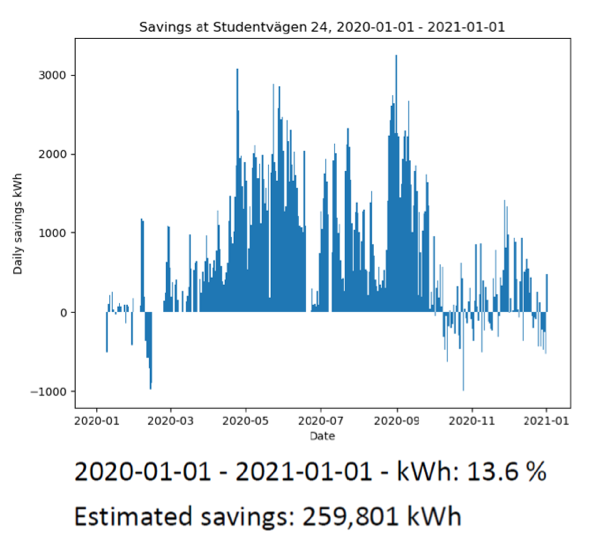 Savings at Studentvägen 24, 2020-01-01 - 2021-01-01
3000
2000
1000
0
−1000
Daily savings kWh
2020-01 2020-03 2020-05 2020-07 2020-09 2020-11 2021-01
Date
2020-01-01 - 2021-01-01 - kWh: 13.6 %
Estimated savings: 259,801 kWh